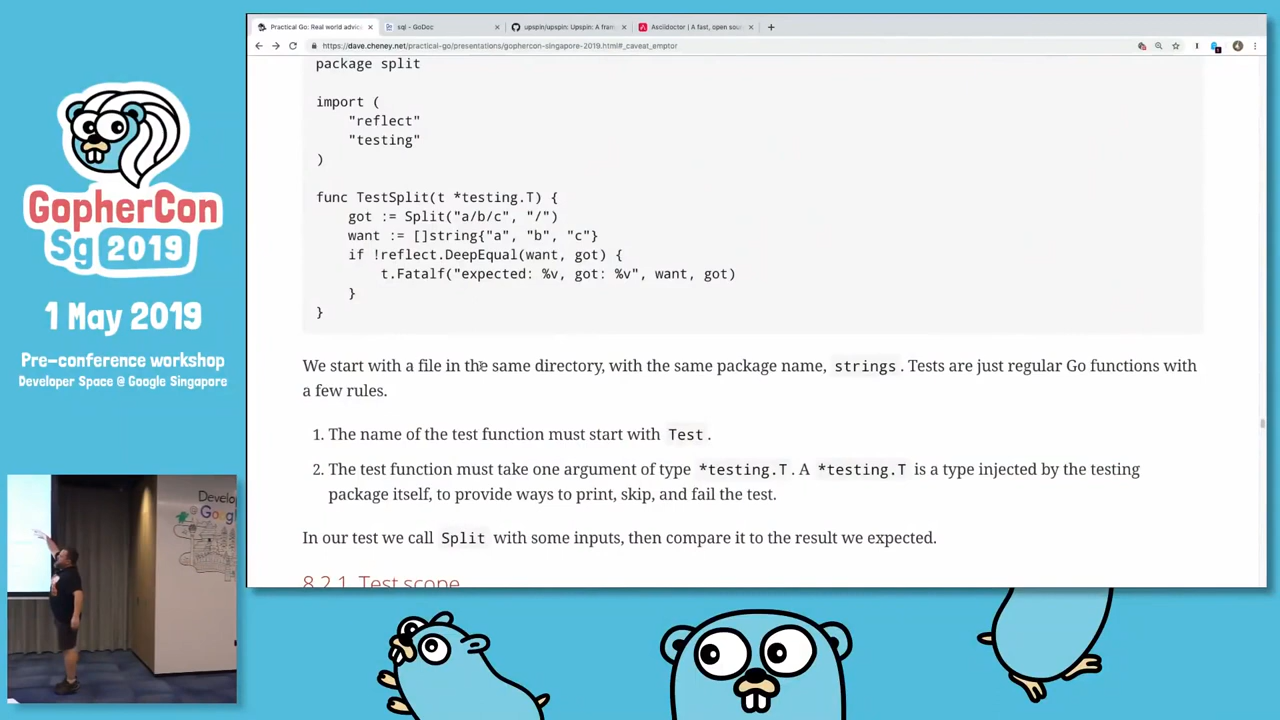 Practical Go: Real world advic
sql - GoDoc
upspin/upspin: Upspin: A fram
Asciidoctor | A fast, open sou
https://dave.cheney.net/practical-go/presentations/gophercon-singapore-2019.html#_caveat_emptor
package split
import (
"reflect"
"testing"
)
func TestSplit(t *testing.T) {
got := Split("a/b/c", "/")
want := []string{"a", "b", "c"}
if !reflect.DeepEqual(want, got) {
t.Fatalf("expected: %v, got: %v", want, got)
}
}
We start with a file in the same directory, with the same package name, strings. Tests are just regular Go functions with
a few rules.
1. The name of the test function must start with Test.
2. The test function must take one argument of type *testing.T. A *testing.T is a type injected by the testing
package itself, to provide ways to print, skip, and fail the test.
In our test we call Split with some inputs, then compare it to the result we expected.
8.2.1. Test scope
GopherCon
Sg 2019
1 May 2019
Pre-conference workshop
Developer Space @ Google Singapore
Develop
Goog